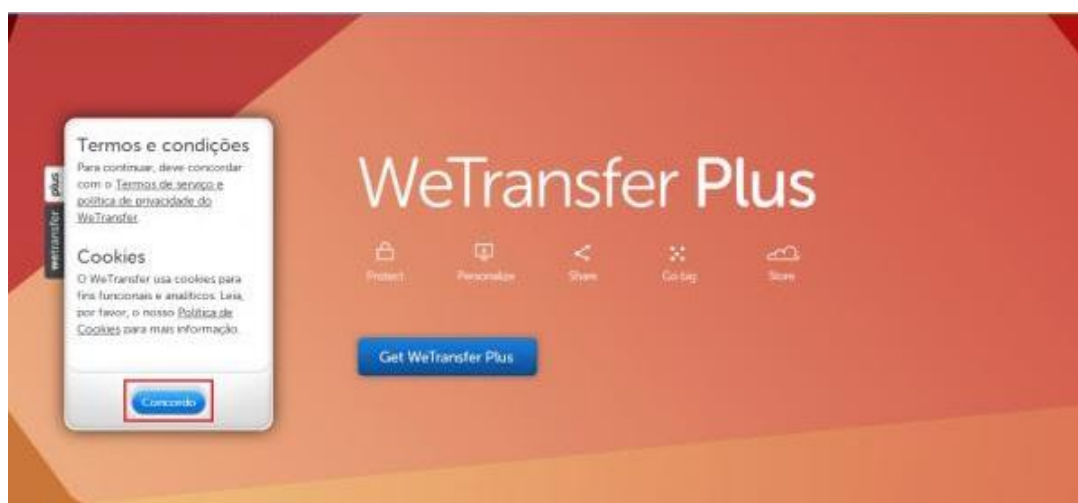 Termos e condições
Para continuar, deve concordar
com o Termos de serviço e
política de privacidade do
WeTransfer.
Cookies
O WeTransfer usa cookies para
fins funcionais e analíticos. Leia,
por favor, o nosso Política de
Cookies para mais informação.
Concordo
plus
wetransfer
WeTransfer Plus
Protect Personalize Share Go big Store
Get WeTransfer Plus